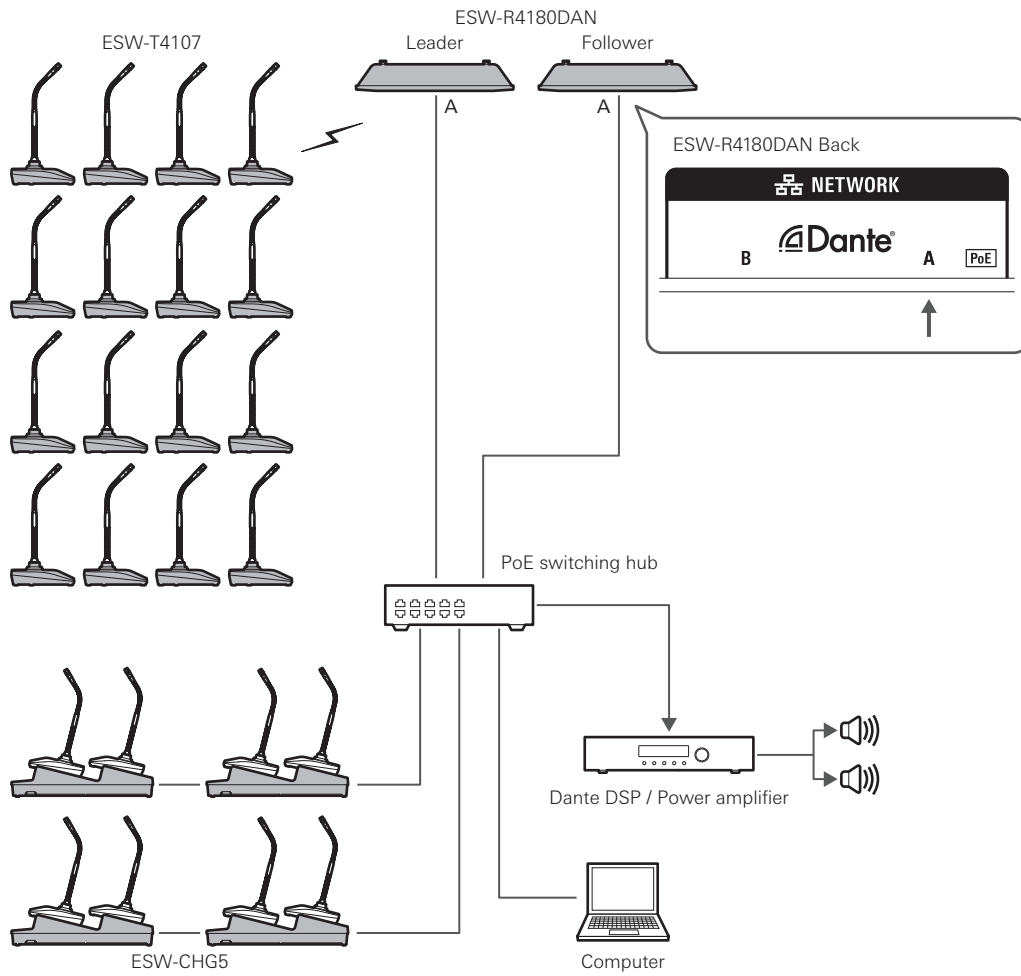 ESW-R4180DAN
ESW-T4107
Leader
Follower
A
A
ESW-R4180DAN Back
NETWORK
Dante®
B
A
PoE
PoE switching hub
Dante DSP / Power amplifier
ESW-CHG5
Computer